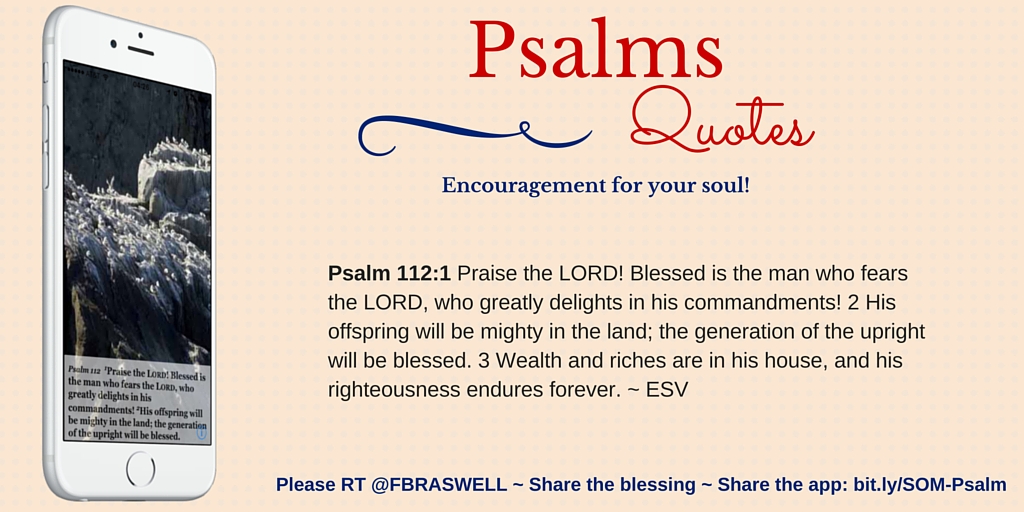 Psalms
Quotes
Encouragement for your soul!
Psalm 112:1 Praise the LORD! Blessed is the man who fears
the LORD, who greatly delights in his commandments! 2 His
offspring will be mighty in the land; the generation of the upright
will be blessed. 3 Wealth and riches are in his house, and his
righteousness endures forever. ~ ESV
Psalm 112 ¹Praise the LORD! Blessed is
the man who fears the LORD, who
greatly delights in his
commandments! ²His offspring will
be mighty in the land; the generation
of the upright will be blessed.
Please RT @FBRASWELL ~ Share the blessing ~ Share the app: bit.ly/SOM-Psalm